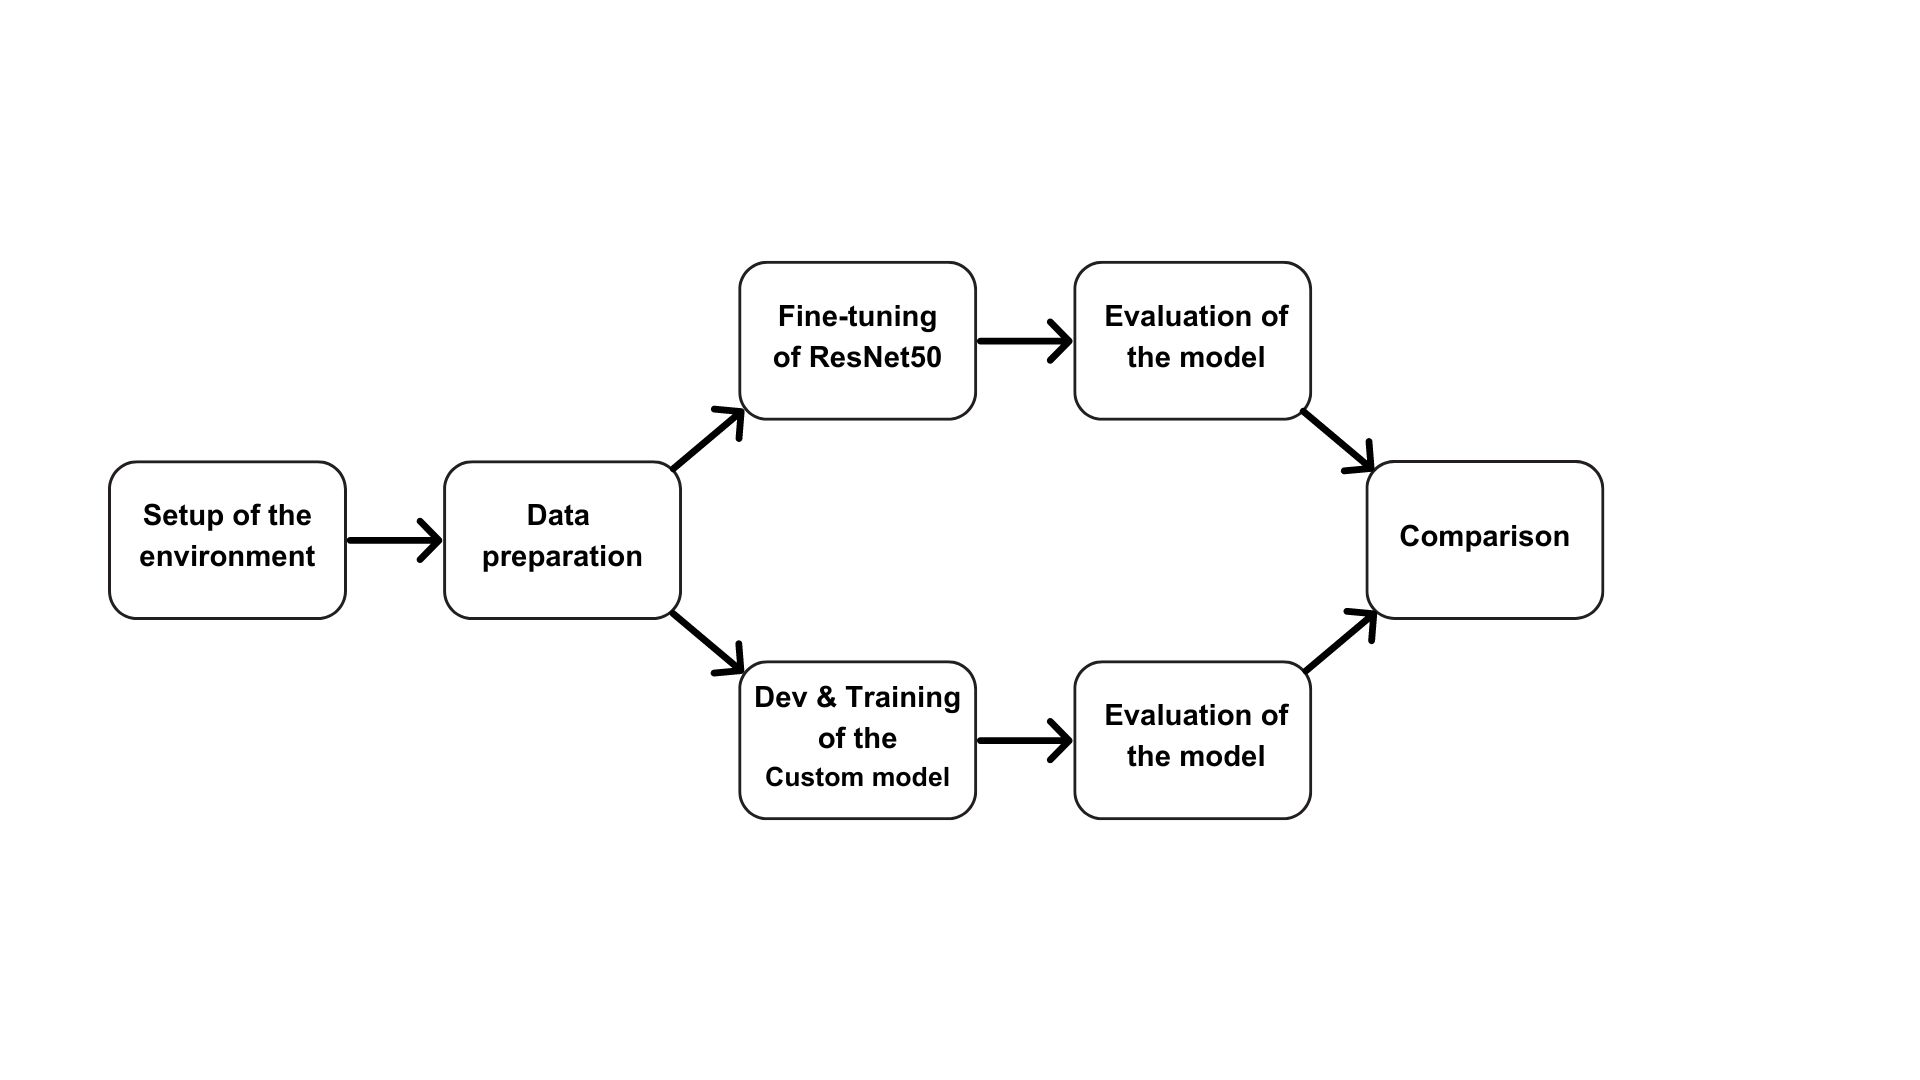 Setup of the
environment
Data
preparation
Fine-tuning
of ResNet50
Evaluation of
the model
Dev & Training
of the
Custom model
Evaluation of
the model
Comparison